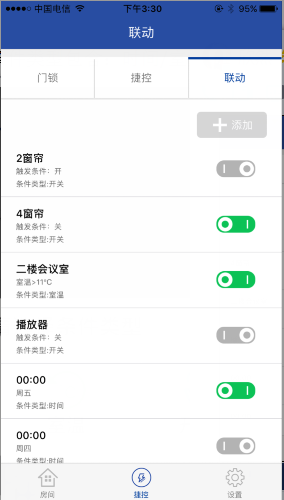 中国电信 下午3:30 95%
联动
门锁 捷控 联动
添加
2窗帘
触发条件：开
条件类型:开关
4窗帘
触发条件：关
条件类型:开关
二楼会议室
室温>11°C
条件类型:室温
播放器
触发条件：关
条件类型:开关
00:00
周五
条件类型:时间
00:00
周四
条件类型:时间
房间 捷控 设置